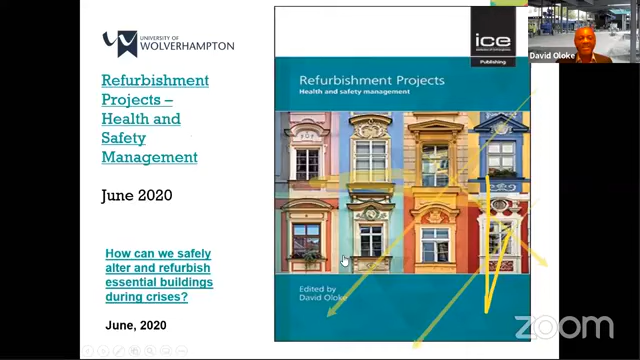 UNIVERSITY OF
WOLVERHAMPTON
Refurbishment
Projects –
Health and
Safety
Management
June 2020
How can we safely
alter and refurbish
essential buildings
during crises?
June, 2020
ice
Publishing
Refurbishment Projects
Health and safety management
Edited by
David Oloke
David Oloke
zoom